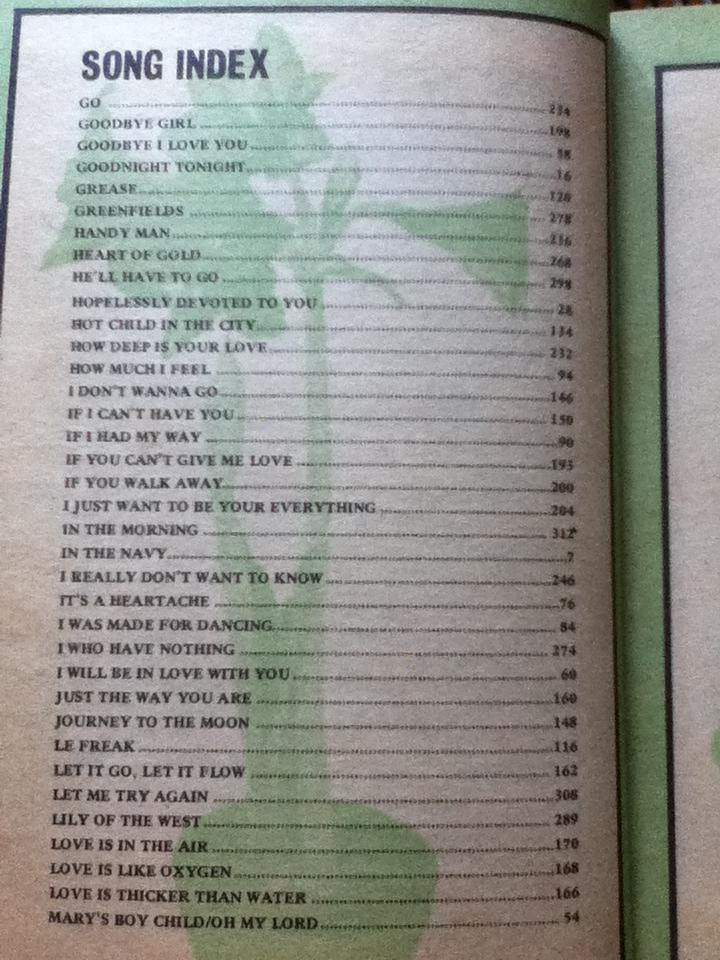 SONG INDEX
GO 234
GOODBYE GIRL 198
GOODBYE I LOVE YOU 58
GOODNIGHT TONIGHT 16
GREASE 126
GREENFIELDS 278
HANDY MAN 236
HEART OF GOLD 268
HE'LL HAVE TO GO 298
HOPELESSLY DEVOTED TO YOU 28
HOT CHILD IN THE CITY 134
HOW DEEP IS YOUR LOVE 232
HOW MUCH I FEEL 94
I DON'T WANNA GO 146
IF I CAN'T HAVE YOU 150
IF I HAD MY WAY 90
IF YOU CAN'T GIVE ME LOVE 193
IF YOU WALK AWAY 200
I JUST WANT TO BE YOUR EVERYTHING 204
IN THE MORNING 312
IN THE NAVY 7
I REALLY DON'T WANT TO KNOW 246
IT'S A HEARTACHE 76
I WAS MADE FOR DANCING 84
I WHO HAVE NOTHING 274
I WILL BE IN LOVE WITH YOU 60
JUST THE WAY YOU ARE 160
JOURNEY TO THE MOON 148
LE FREAK 116
LET IT GO, LET IT FLOW 162
LET ME TRY AGAIN 308
LILY OF THE WEST 289
LOVE IS IN THE AIR 170
LOVE IS LIKE OXYGEN 168
LOVE IS THICKER THAN WATER 166
MARY'S BOY CHILD/OH MY LORD 54